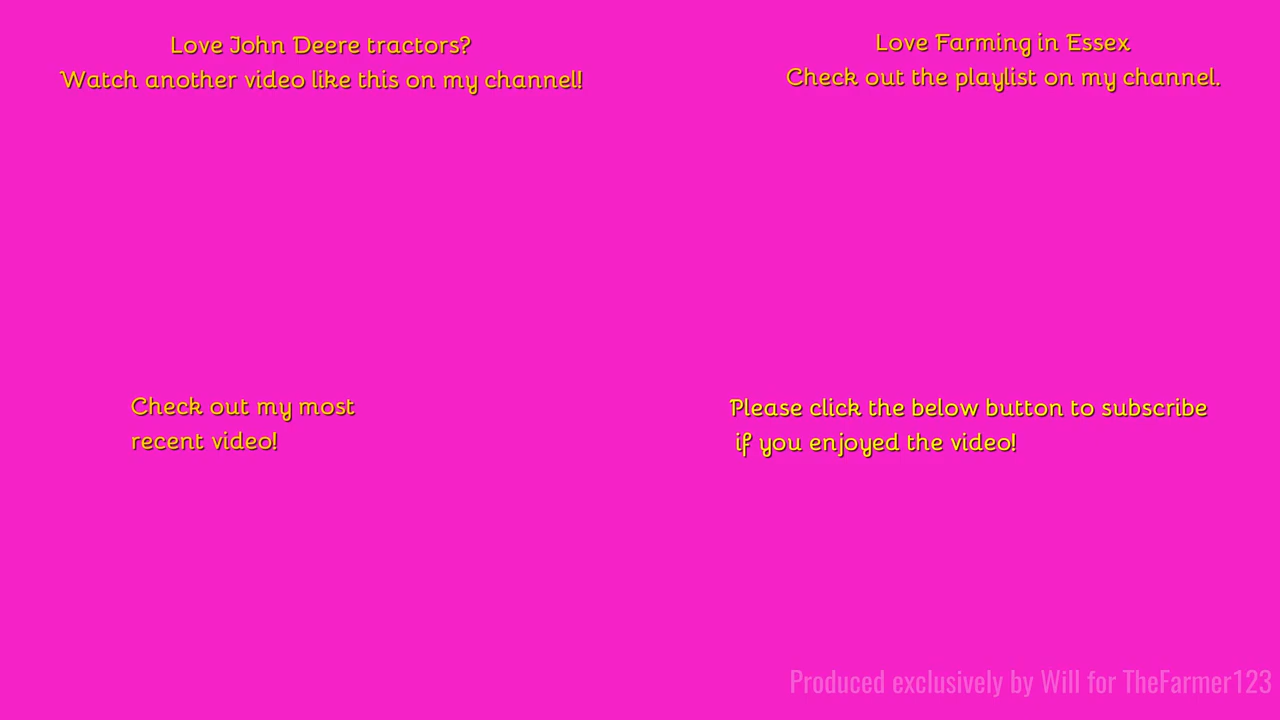 Love John Deere tractors?
Watch another video like this on my channel!
Love Farming in Essex
Check out the playlist on my channel.
Check out my most
recent video!
Please click the below button to subscribe
if you enjoyed the video!
Produced exclusively by Will for TheFarmer123